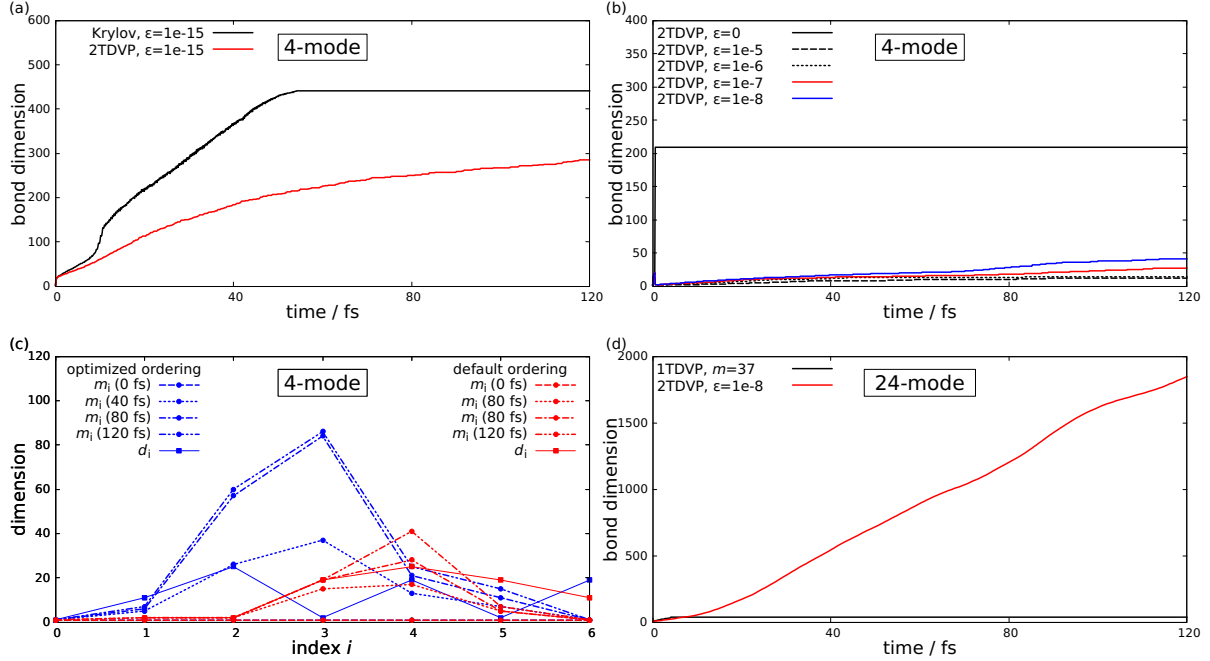 (a)
600
500
400
300
200
100
0
bond dimension
Krylov, ε=1e-15
2TDVP, ε=1e-15
4-mode
0 40 80 120
time / fs
(b)
400
350
300
250
200
150
100
50
0
bond dimension
2TDVP, ε=0
2TDVP, ε=1e-5
2TDVP, ε=1e-6
2TDVP, ε=1e-7
2TDVP, ε=1e-8
4-mode
0 40 80 120
time / fs
(c)
120
100
80
60
40
20
0
dimension
optimized ordering
mi (0 fs)
mi (40 fs)
mi (80 fs)
mi (120 fs)
di
4-mode
default ordering
mi (0 fs)
mi (80 fs)
mi (80 fs)
mi (120 fs)
di
0 1 2 3 4 5 6
index i
(d)
2000
1500
1000
500
0
bond dimension
1TDVP, m=37
2TDVP, ε=1e-8
24-mode
0 40 80 120
time / fs